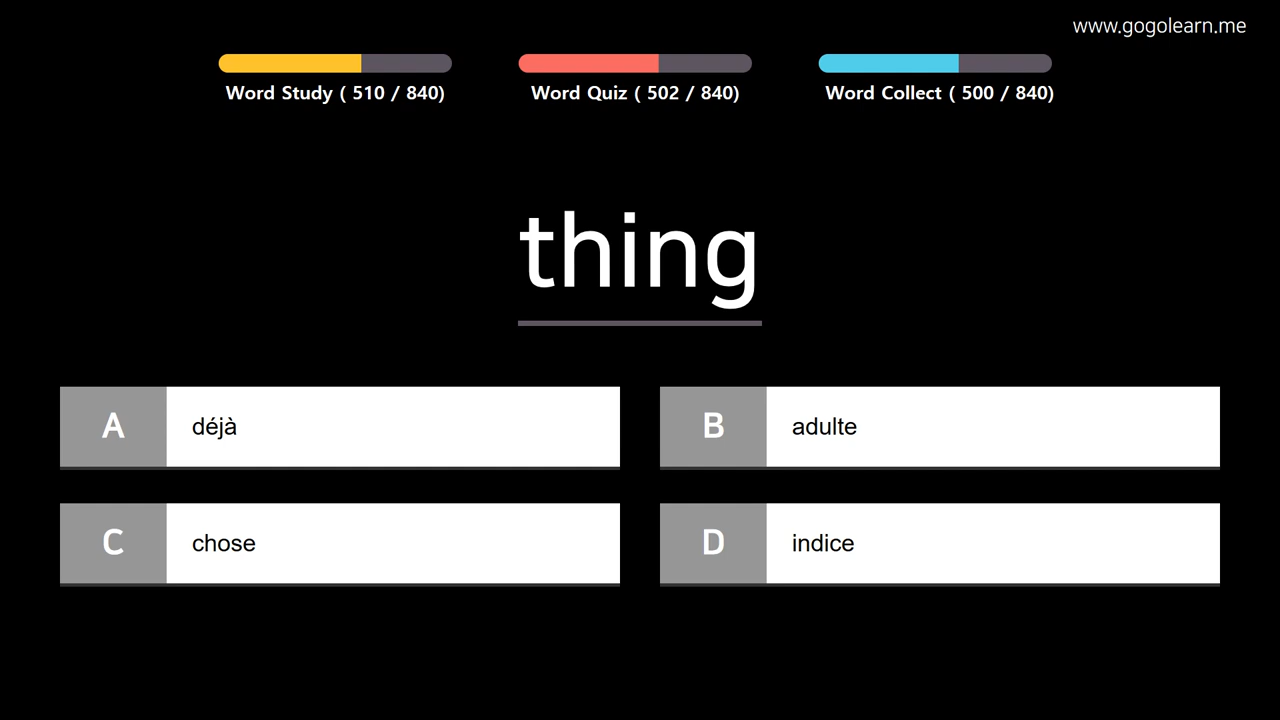 www.gogolearn.me
Word Study ( 510 / 840)
Word Quiz ( 502 / 840)
Word Collect ( 500 / 840)
thing
A déjà
B adulte
C chose
D indice